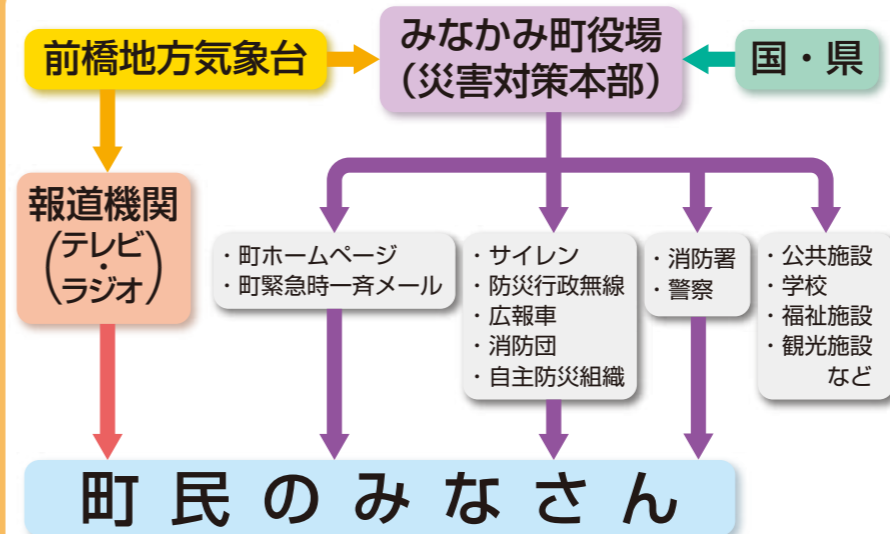 前橋地方気象台
みなかみ町役場
（災害対策本部）
国・県
報道機関
（テレビ・ラジオ）
・町ホームページ
・町緊急時一斉メール
・サイレン
・防災行政無線
・広報車
・消防団
・自主防災組織
・消防署
・警察
・公共施設
・学校
・福祉施設
・観光施設
など
町民のみなさん